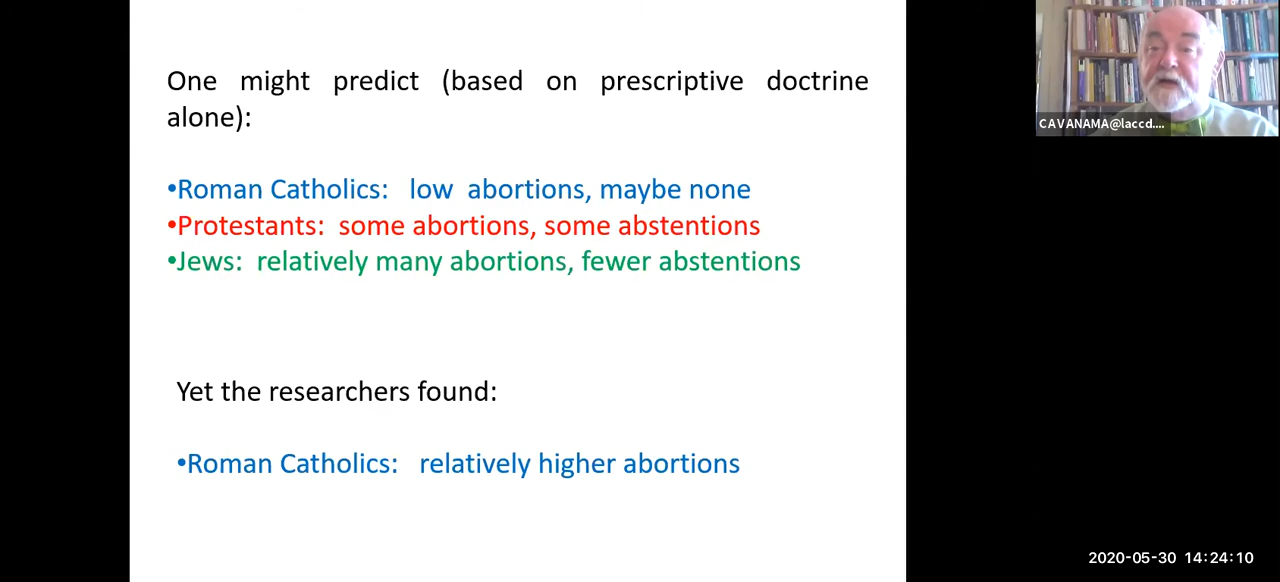 One might predict (based on prescriptive doctrine
alone):
•Roman Catholics: low abortions, maybe none
•Protestants: some abortions, some abstentions
•Jews: relatively many abortions, fewer abstentions
Yet the researchers found:
•Roman Catholics: relatively higher abortions
CAVANAMA@laccd....
2020-05-30 14:24:10